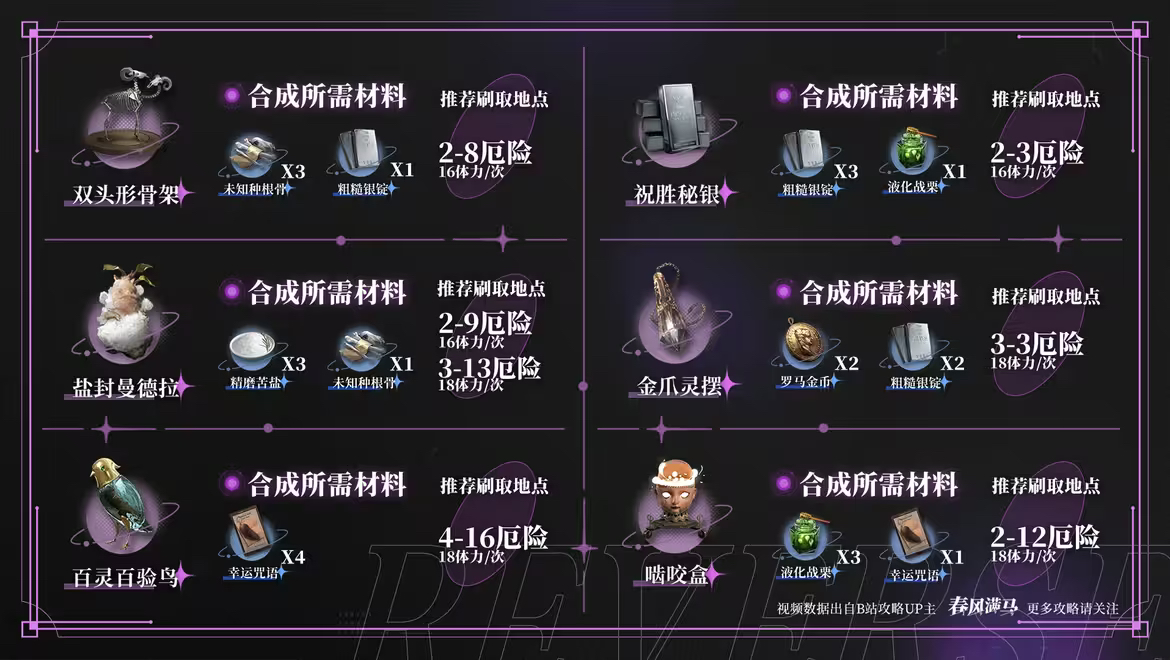 合成所需材料
推荐刷取地点
未知种根骨 X3
粗糙银锭 X1
2-8厄险
16体力/次
双头形骨架
合成所需材料
推荐刷取地点
粗糙银锭 X3
液化战栗 X1
2-3厄险
16体力/次
祝胜秘银
合成所需材料
推荐刷取地点
精磨苦盐 X3
未知种根骨 X1
2-9厄险
16体力/次
3-13厄险
18体力/次
盐封曼德拉
合成所需材料
推荐刷取地点
罗马金币 X2
粗糙银锭 X2
3-3厄险
18体力/次
金爪灵摆
合成所需材料
推荐刷取地点
幸运咒语 X4
4-16厄险
18体力/次
百灵百验鸟
合成所需材料
推荐刷取地点
液化战栗 X3
幸运咒语 X1
2-12厄险
18体力/次
啮咬盒
视频数据出自B站攻略UP主 春风满马 更多攻略请关注
REVERSE